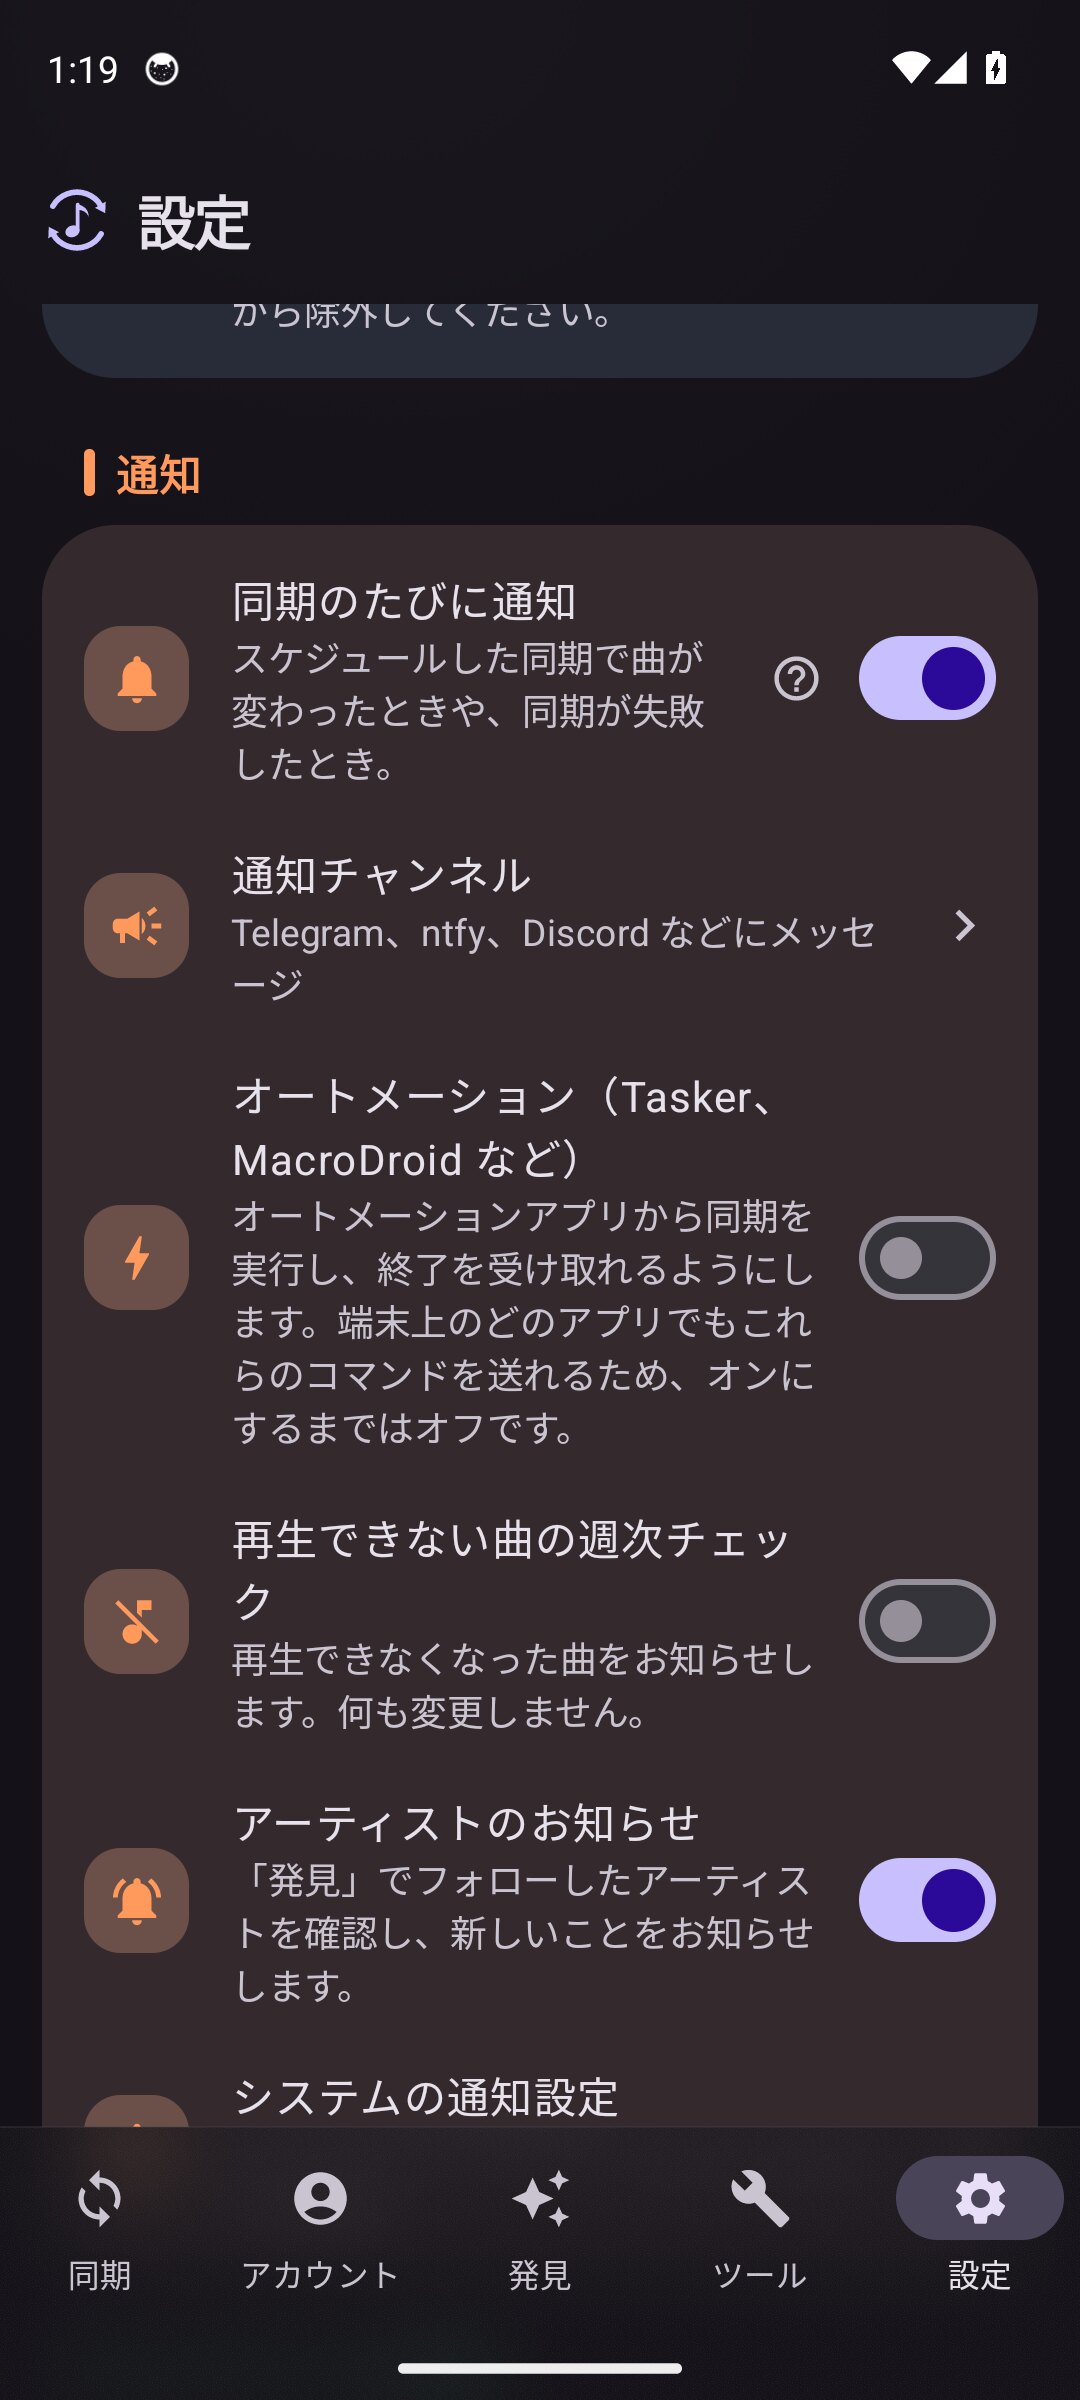 1:19
設定
から除外してください。
通知
同期のたびに通知
スケジュールした同期で曲が
変わったときや、同期が失敗
したとき。
通知チャンネル
Telegram、ntfy、Discord などにメッセ
ージ
オートメーション（Tasker、
MacroDroid など）
オートメーションアプリから同期を
実行し、終了を受け取れるようにし
ます。端末上のどのアプリでもこれ
らのコマンドを送れるため、オンに
するまではオフです。
再生できない曲の週次チェッ
ク
再生できなくなった曲をお知らせし
ます。何も変更しません。
アーティストのお知らせ
「発見」でフォローしたアーティス
トを確認し、新しいことをお知らせ
します。
システムの通知設定
同期
アカウント
発見
ツール
設定